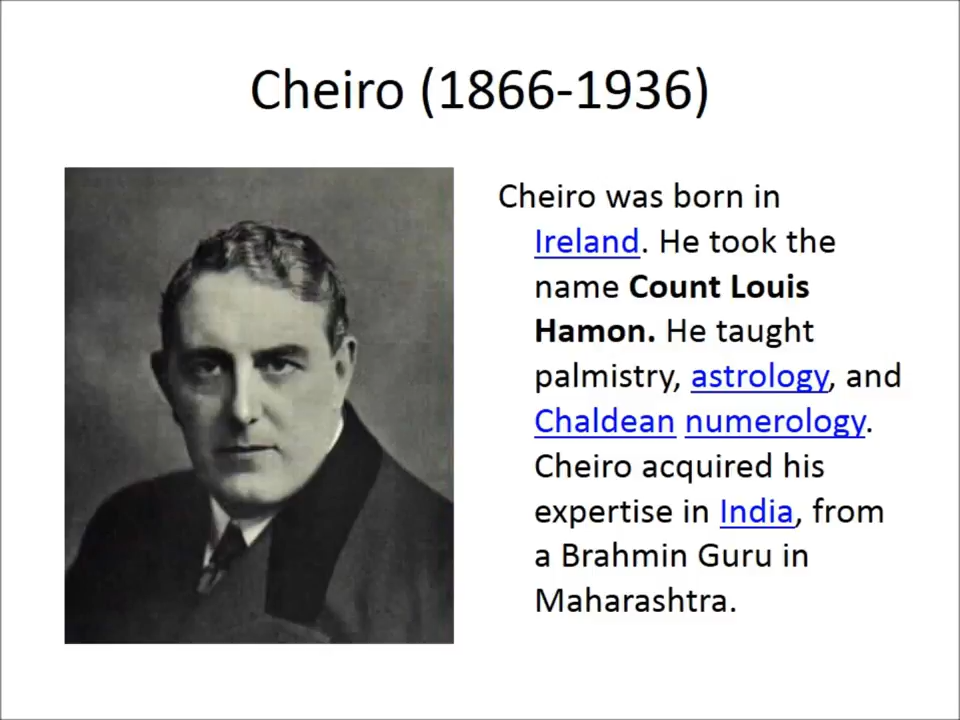 Cheiro (1866-1936)
Cheiro was born in
Ireland. He took the
name Count Louis
Hamon. He taught
palmistry, astrology, and
Chaldean numerology.
Cheiro acquired his
expertise in India, from
a Brahmin Guru in
Maharashtra.